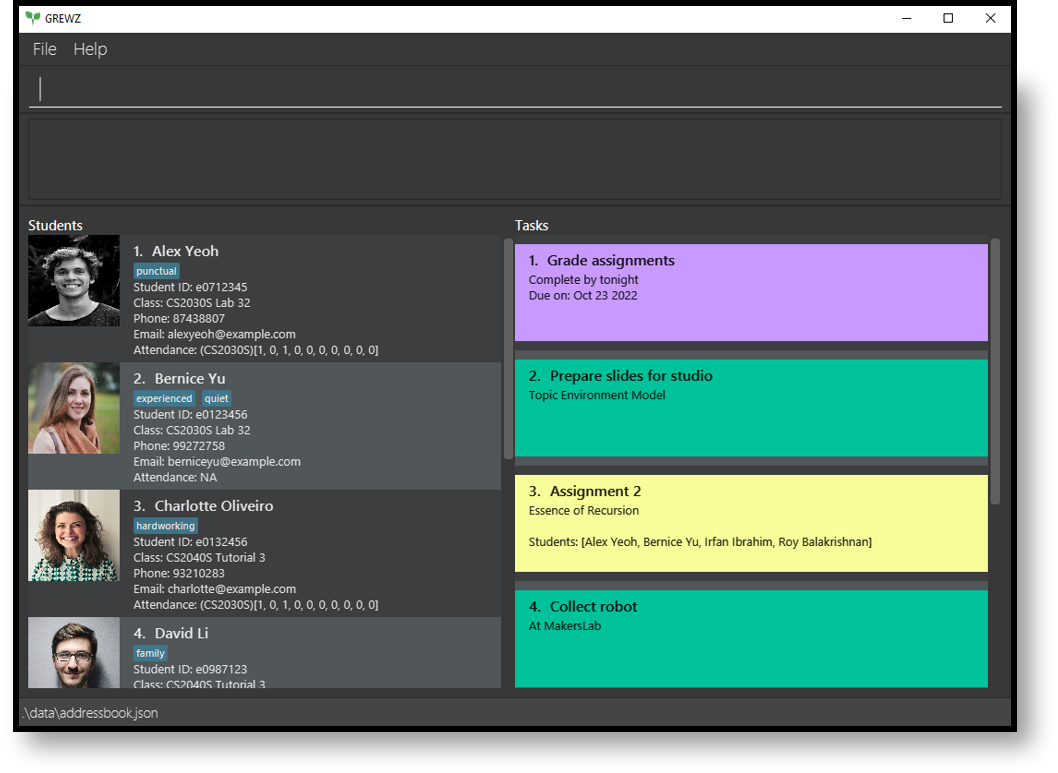 GREWZ
File Help
Students
1. Alex Yeoh
punctual
Student ID: e0712345
Class: CS2030S Lab 32
Phone: 87438807
Email: alexyeoh@example.com
Attendance: (CS2030S)[1, 0, 1, 0, 0, 0, 0, 0, 0, 0]
2. Bernice Yu
experienced quiet
Student ID: e0123456
Class: CS2030S Lab 32
Phone: 99272758
Email: berniceyu@example.com
Attendance: NA
3. Charlotte Oliveiro
hardworking
Student ID: e0132456
Class: CS2040S Tutorial 3
Phone: 93210283
Email: charlotte@example.com
Attendance: (CS2030S)[1, 0, 1, 0, 0, 0, 0, 0, 0, 0]
4. David Li
family
Student ID: e0987123
Class: CS2040S Tutorial 3
Tasks
1. Grade assignments
Complete by tonight
Due on: Oct 23 2022
2. Prepare slides for studio
Topic Environment Model
3. Assignment 2
Essence of Recursion
Students: [Alex Yeoh, Bernice Yu, Irfan Ibrahim, Roy Balakrishnan]
4. Collect robot
At MakersLab
.\data\addressbook.json